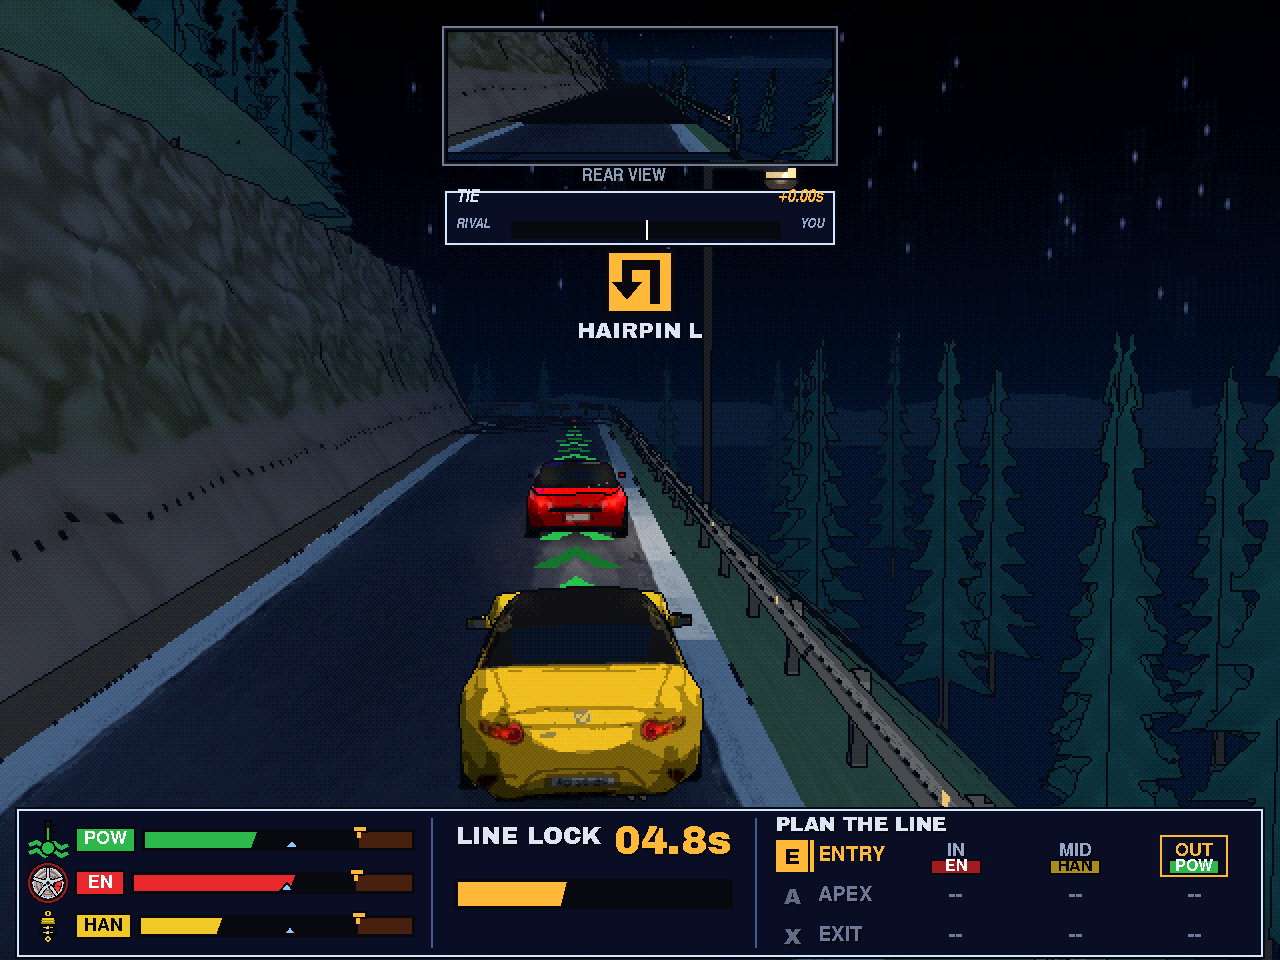 REAR VIEW
TIE +0.00s
RIVAL YOU
HAIRPIN L
POW
EN
HAN
LINE LOCK 04.8s
PLAN THE LINE
E ENTRY IN MID OUT
EN HAN POW
A APEX -- -- --
X EXIT -- -- --